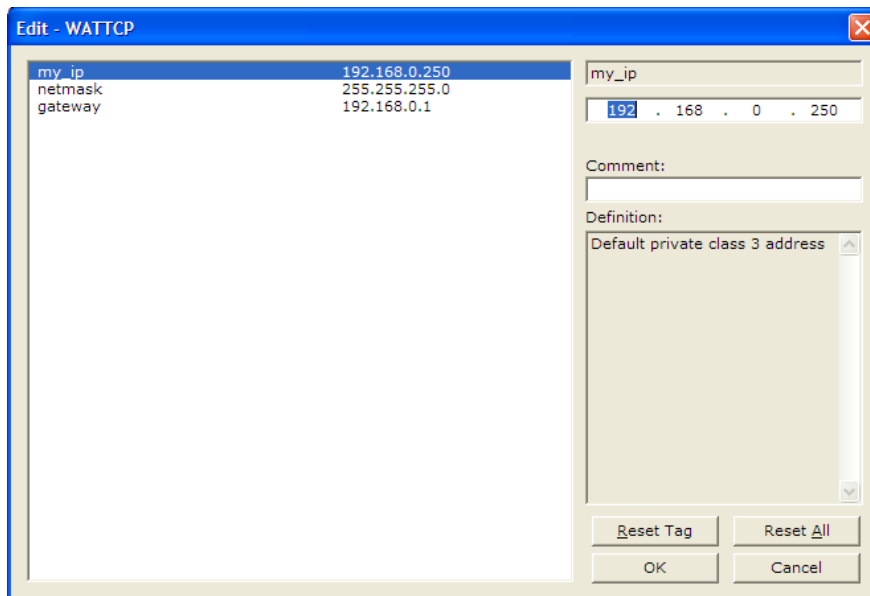 Edit - WATTCP
my_ip 192.168.0.250
netmask 255.255.255.0
gateway 192.168.0.1
my_ip
192 . 168 . 0 . 250
Comment:
Definition:
Default private class 3 address
Reset Tag Reset All
OK Cancel